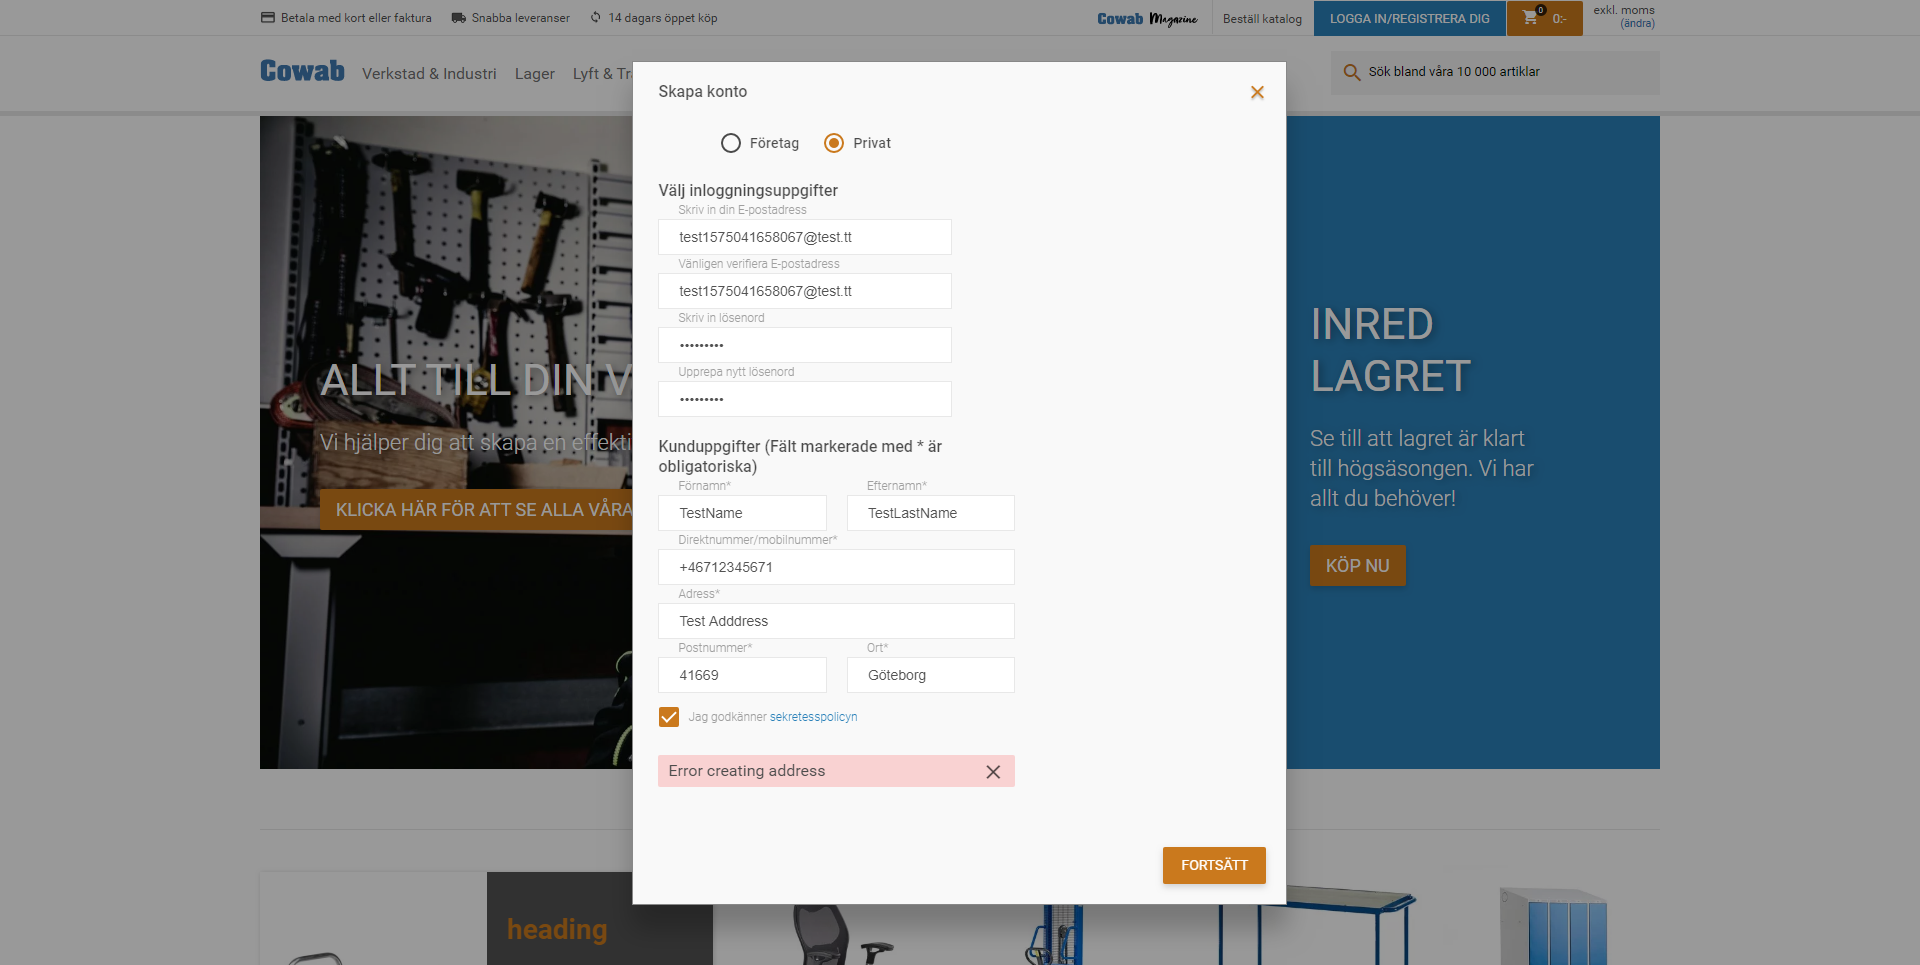 Betala med kort eller faktura
Snabba leveranser
14 dagars öppet köp
Cowab Magazine
Beställ katalog
LOGGA IN/REGISTRERA DIG
0
0:-
exkl. moms
(ändra)
Cowab
Verkstad & Industri
Lager
Lyft &
Sök bland våra 10 000 artiklar
Skapa konto
Företag
Privat
Välj inloggningsuppgifter
Skriv in din E-postadress
test1575041658067@test.tt
Vänligen verifiera E-postadress
test1575041658067@test.tt
Skriv in lösenord
•••••••••
Upprepa nytt lösenord
•••••••••
Kunduppgifter (Fält markerade med * är
obligatoriska)
Förnamn*
Efternamn*
TestName
TestLastName
Direktnummer/mobilnummer*
+46712345671
Adress*
Test Adddress
Postnummer*
Ort*
41669
Göteborg
Jag godkänner sekretesspolicyn
Error creating address
FORTSÄTT
ALLT TILL DIN
Vi hjälper dig att skapa en
KLICKA HÄR FÖR ATT SE ALLA VÅRA
INRED
LAGRET
Se till att lagret är klart
till högsäsongen. Vi har
allt du behöver!
KÖP NU
heading